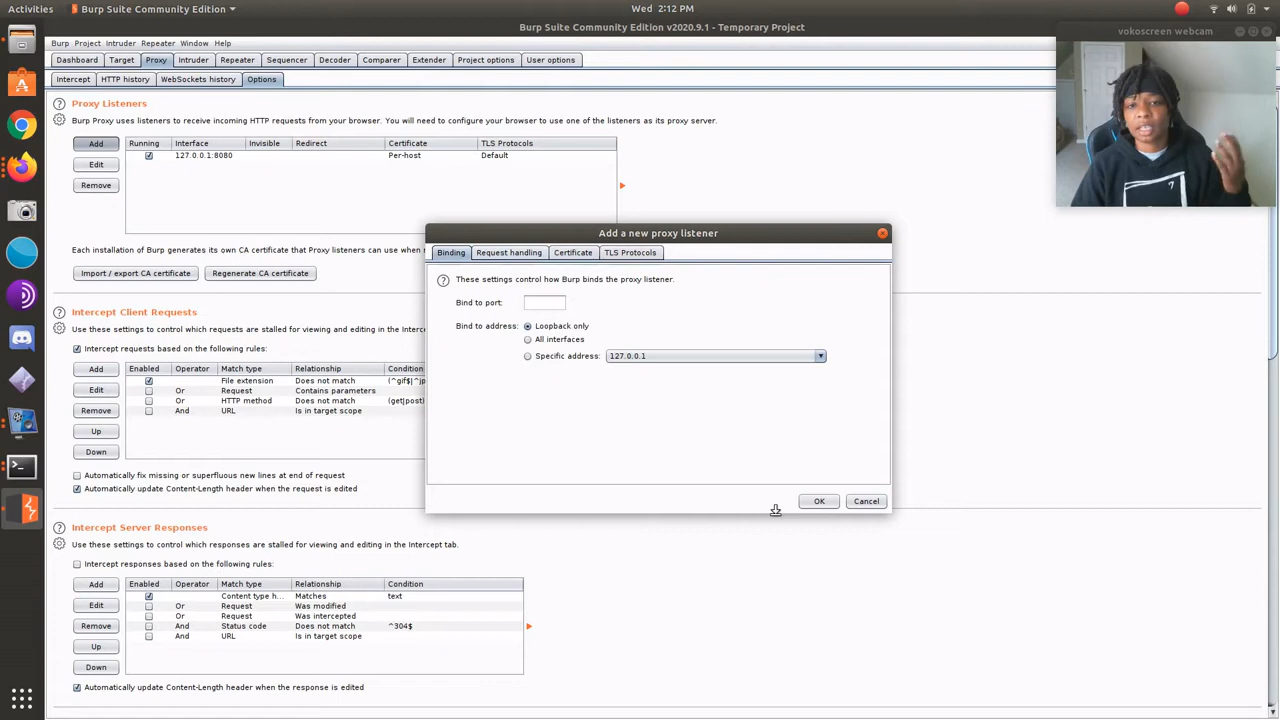 Activities
Burp Suite Community Edition
Wed 2:12 PM
Burp Suite Community Edition v2020.9.1 - Temporary Project
vokoscreen webcam
Burp Project Intruder Repeater Window Help
Dashboard Target Proxy Intruder Repeater Sequencer Decoder Comparer Extender Project options User options
Intercept HTTP history WebSockets history Options
Proxy Listeners
Burp Proxy uses listeners to receive incoming HTTP requests from your browser. You will need to configure your browser to use one of the listeners as its proxy server.
Add Running Interface Invisible Redirect Certificate TLS Protocols
127.0.0.1:8080 Per-host Default
Edit
Remove
Each installation of Burp generates its own CA certificate that Proxy listeners can use when
Import / export CA certificate Regenerate CA certificate
Add a new proxy listener
Binding Request handling Certificate TLS Protocols
These settings control how Burp binds the proxy listener.
Bind to port:
Bind to address: Loopback only
All interfaces
Specific address: 127.0.0.1
OK Cancel
Intercept Client Requests
Use these settings to control which requests are stalled for viewing and editing in the Interc
Intercept requests based on the following rules:
Add Enabled Operator Match type Relationship Condition
File extension Does not match (^gif$|^jp
Edit Or Request Contains parameters
Or HTTP method Does not match (get|post)
Remove And URL Is in target scope
Up
Down
Automatically fix missing or superfluous new lines at end of request
Automatically update Content-Length header when the request is edited
Intercept Server Responses
Use these settings to control which responses are stalled for viewing and editing in the Intercept tab.
Intercept responses based on the following rules:
Add Enabled Operator Match type Relationship Condition
Content type h... Matches text
Edit Or Request Was modified
Or Request Was intercepted
Remove And Status code Does not match ^304$
And URL Is in target scope
Up
Down
Automatically update Content-Length header when the response is edited